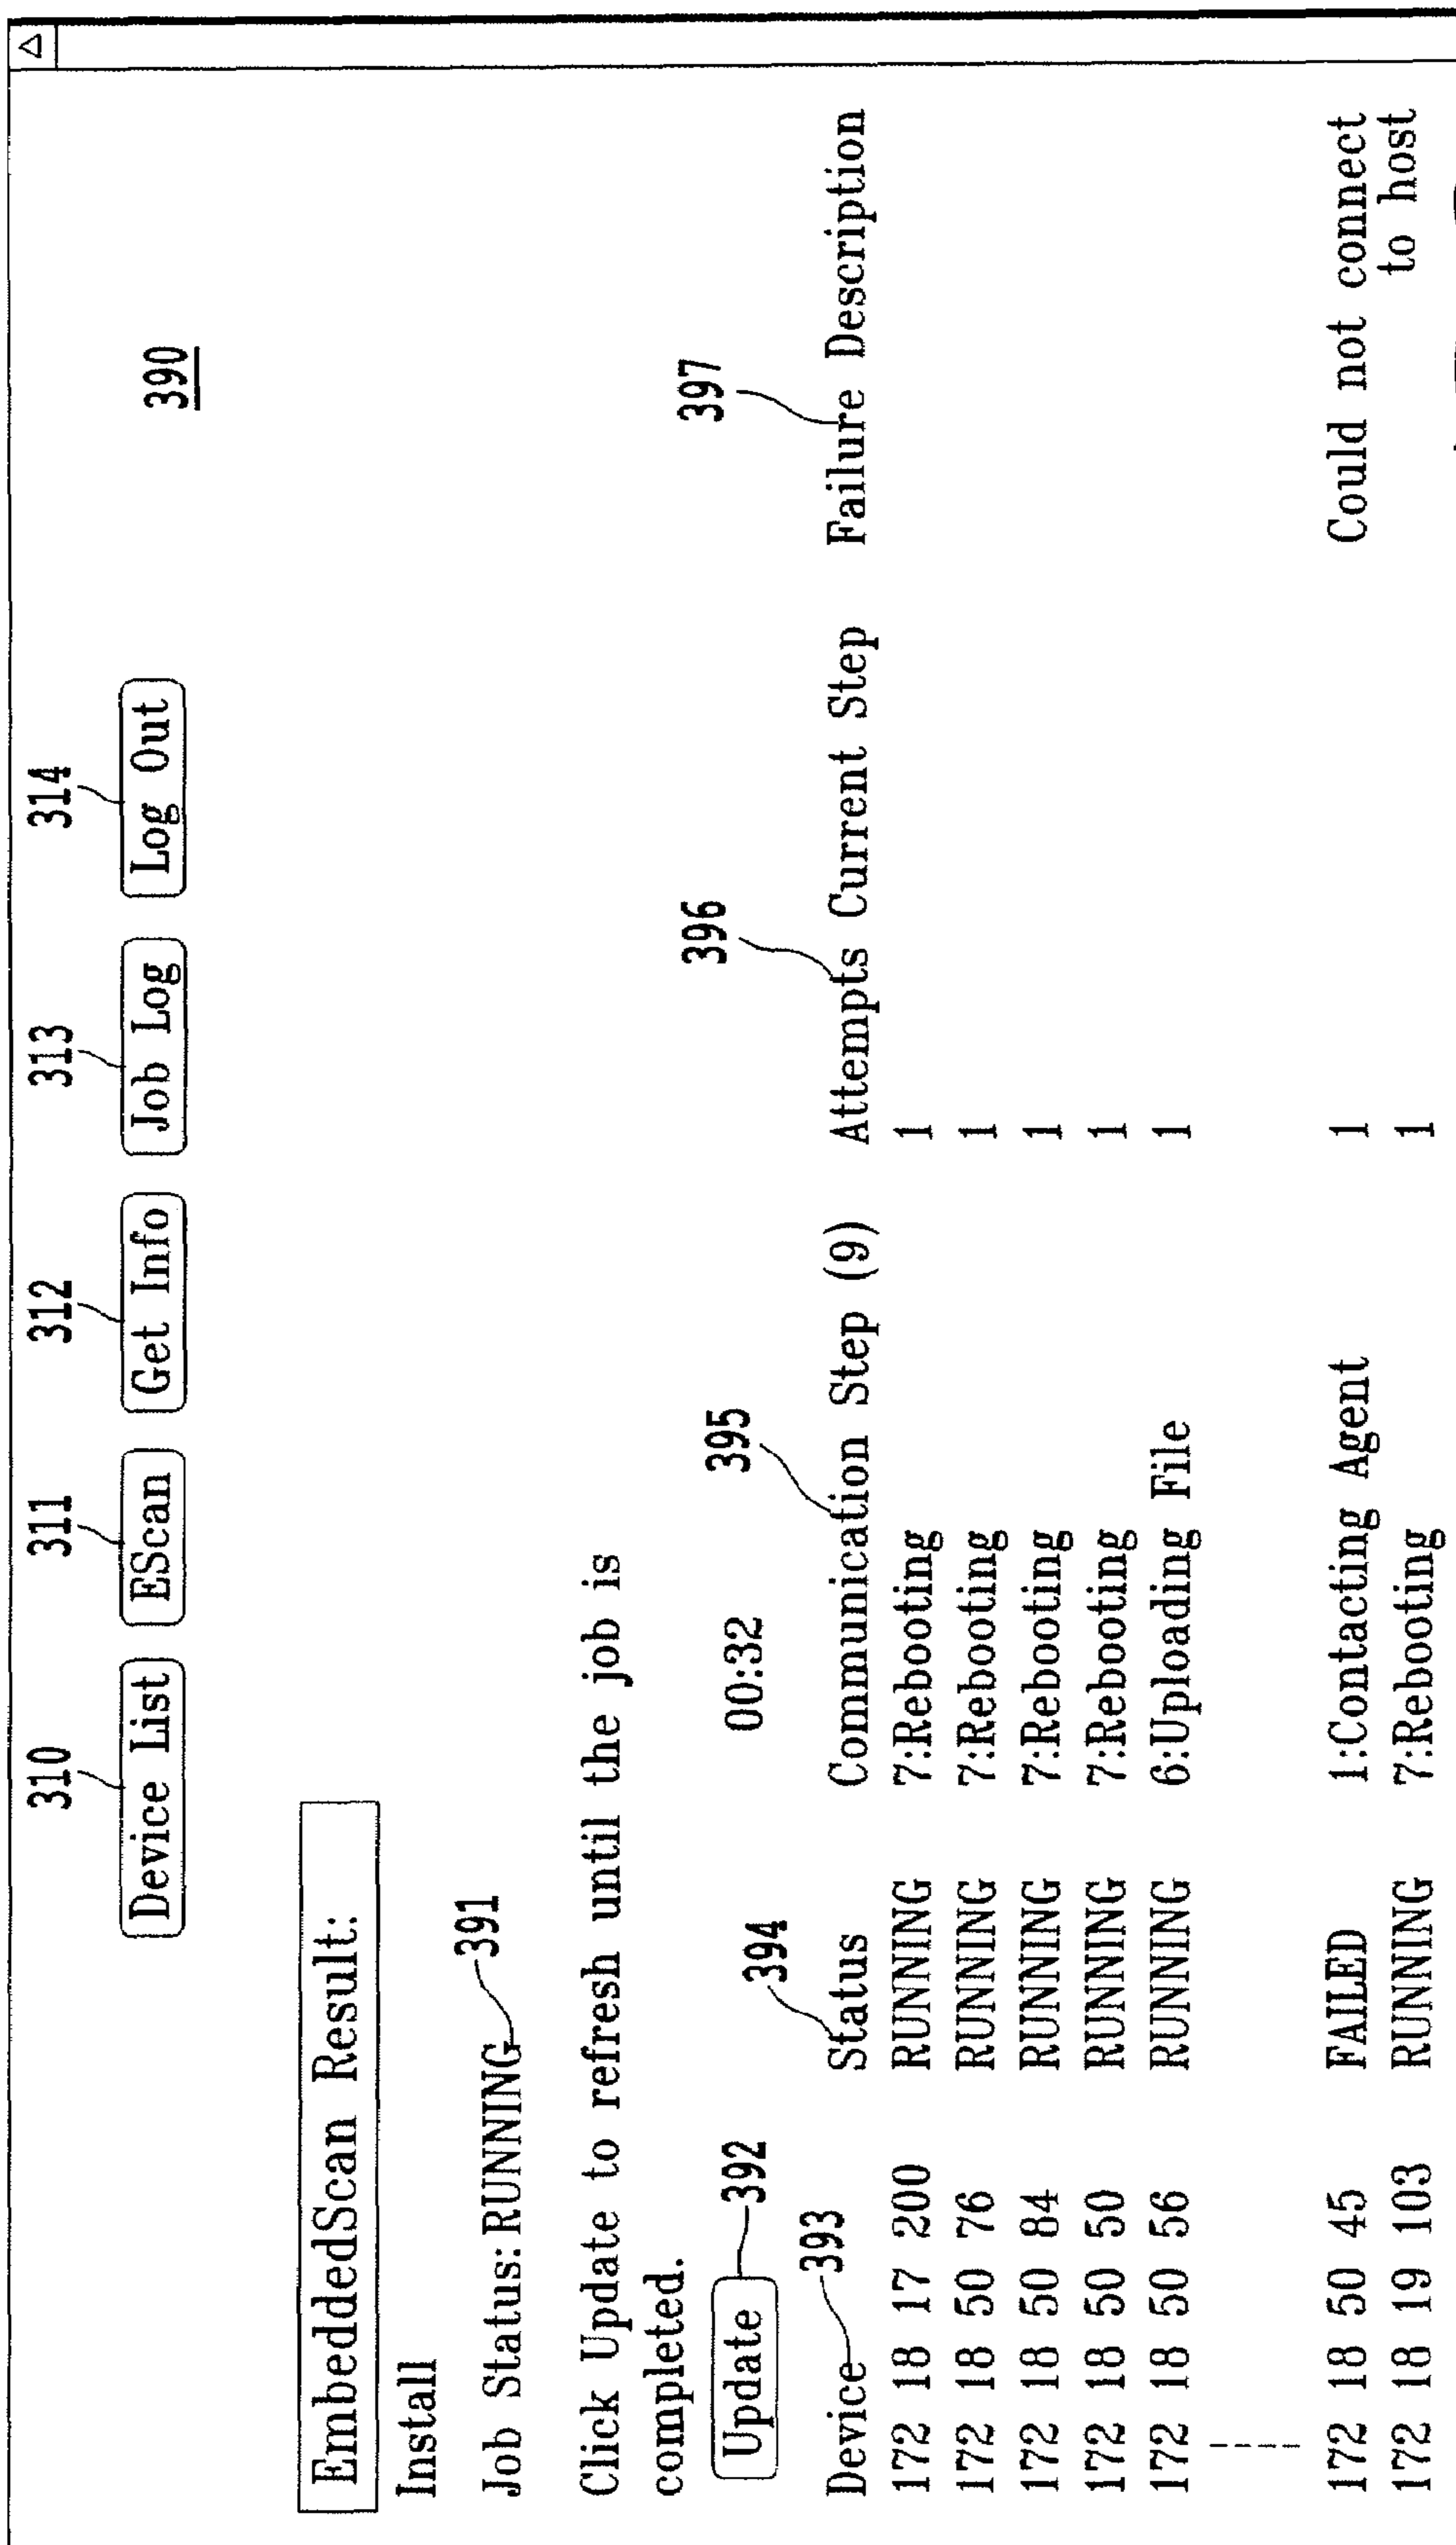 310 311 312 313 314
Device List EScan Get Info Job Log Log Out
390
EmbeddedScan Result:
Install
Job Status: RUNNING 391
Click Update to refresh until the job is
completed.
Update 392 00:32
393 394 395 396 397
Device Status Communication Step (9) Attempts Current Step Failure Description
172 18 17 200 RUNNING 7:Rebooting 1
172 18 50 76 RUNNING 7:Rebooting 1
172 18 50 84 RUNNING 7:Rebooting 1
172 18 50 50 RUNNING 7:Rebooting 1
172 18 50 56 RUNNING 6:Uploading File 1
172 18 50 45 FAILED 1:Contacting Agent 1 Could not connect
to host
172 18 19 103 RUNNING 7:Rebooting 1